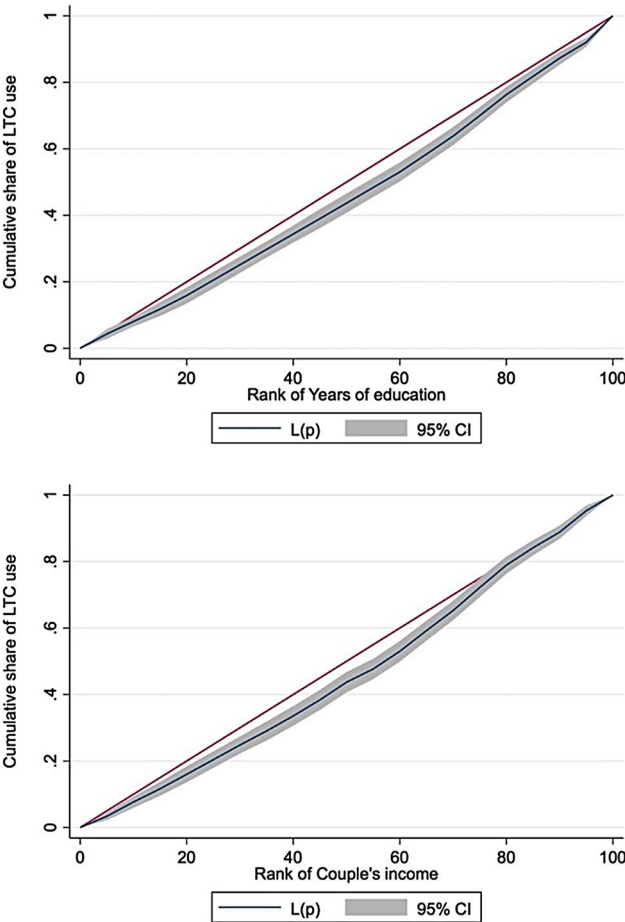 Cumulative share of LTC use
1
.8
.6
.4
.2
0
0 20 40 60 80 100
Rank of Years of education
L(p) 95% CI
Cumulative share of LTC use
1
.8
.6
.4
.2
0
0 20 40 60 80 100
Rank of Couple's income
L(p) 95% CI